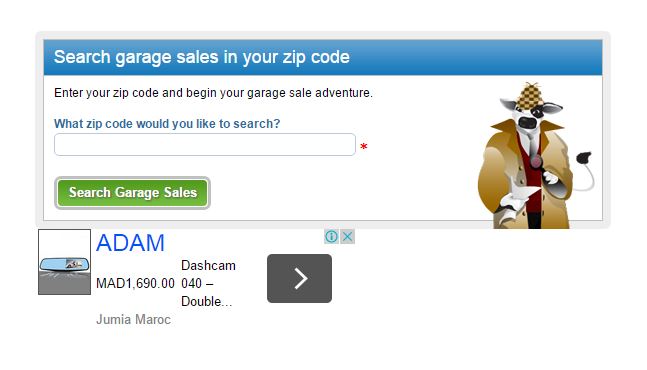 Search garage sales in your zip code
Enter your zip code and begin your garage sale adventure.
What zip code would you like to search?
*
Search Garage Sales
ADAM
MAD1,690.00
Dashcam
040 –
Double...
Jumia Maroc